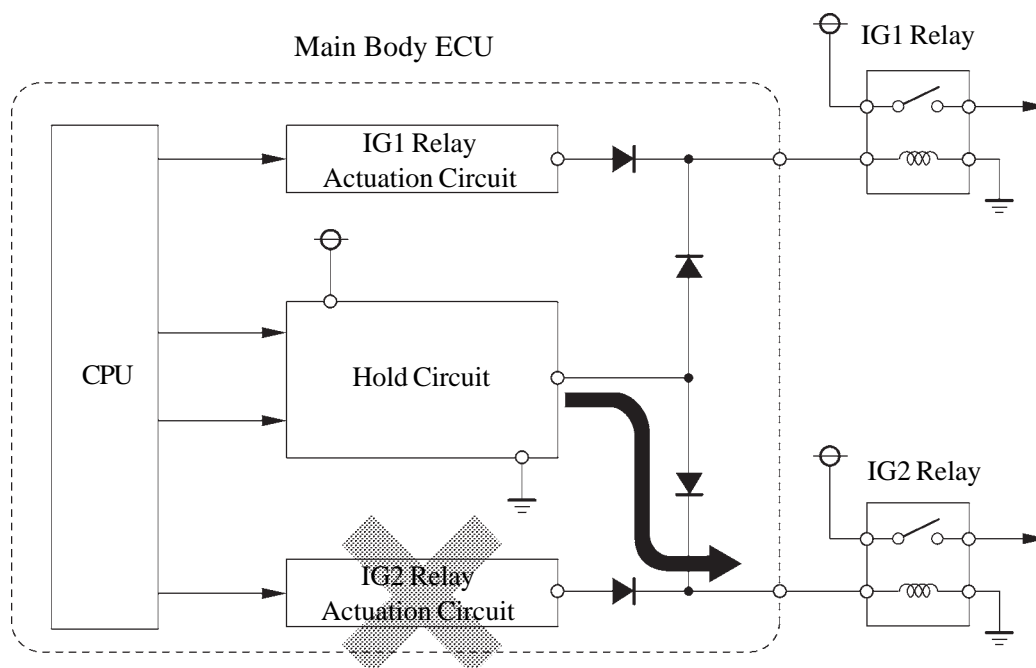 Main Body ECU
IG1 Relay
IG1 Relay
Actuation Circuit
CPU
Hold Circuit
IG2 Relay
IG2 Relay
Actuation Circuit